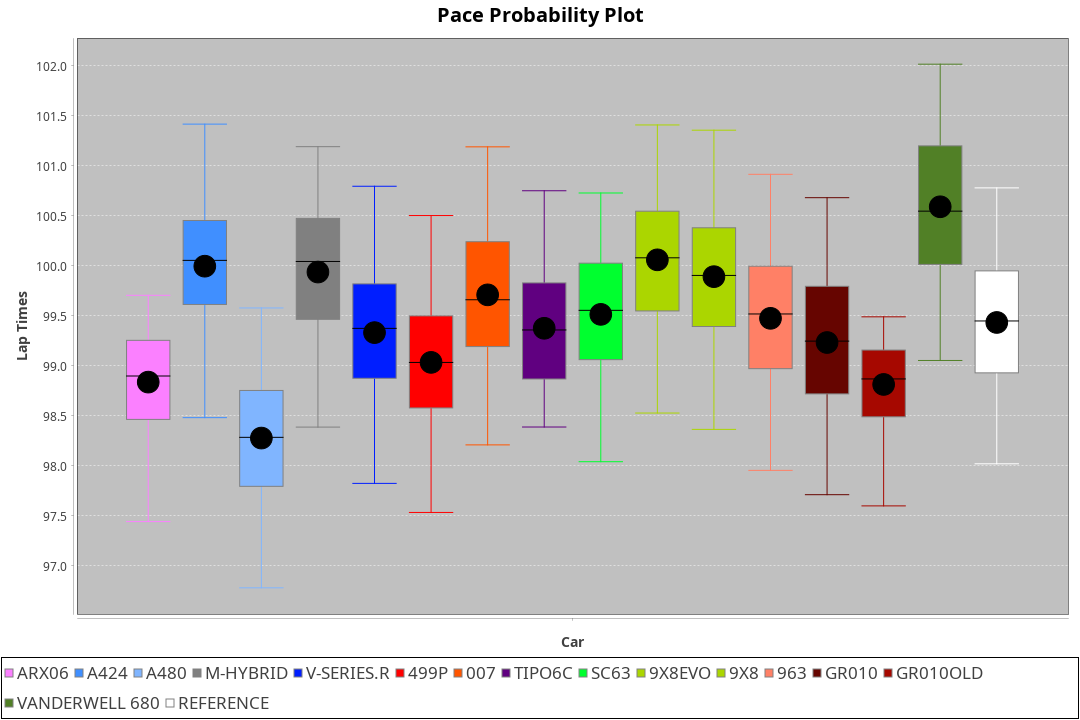 Pace Probability Plot
102.0
101.5
101.0
100.5
100.0
99.5
99.0
98.5
98.0
97.5
97.0
Lap Times
Car
ARX06 A424 A480 M-HYBRID V-SERIES.R 499P 007 TIPO6C SC63 9X8EVO 9X8 963 GR010 GR010OLD
VANDERWELL 680 REFERENCE